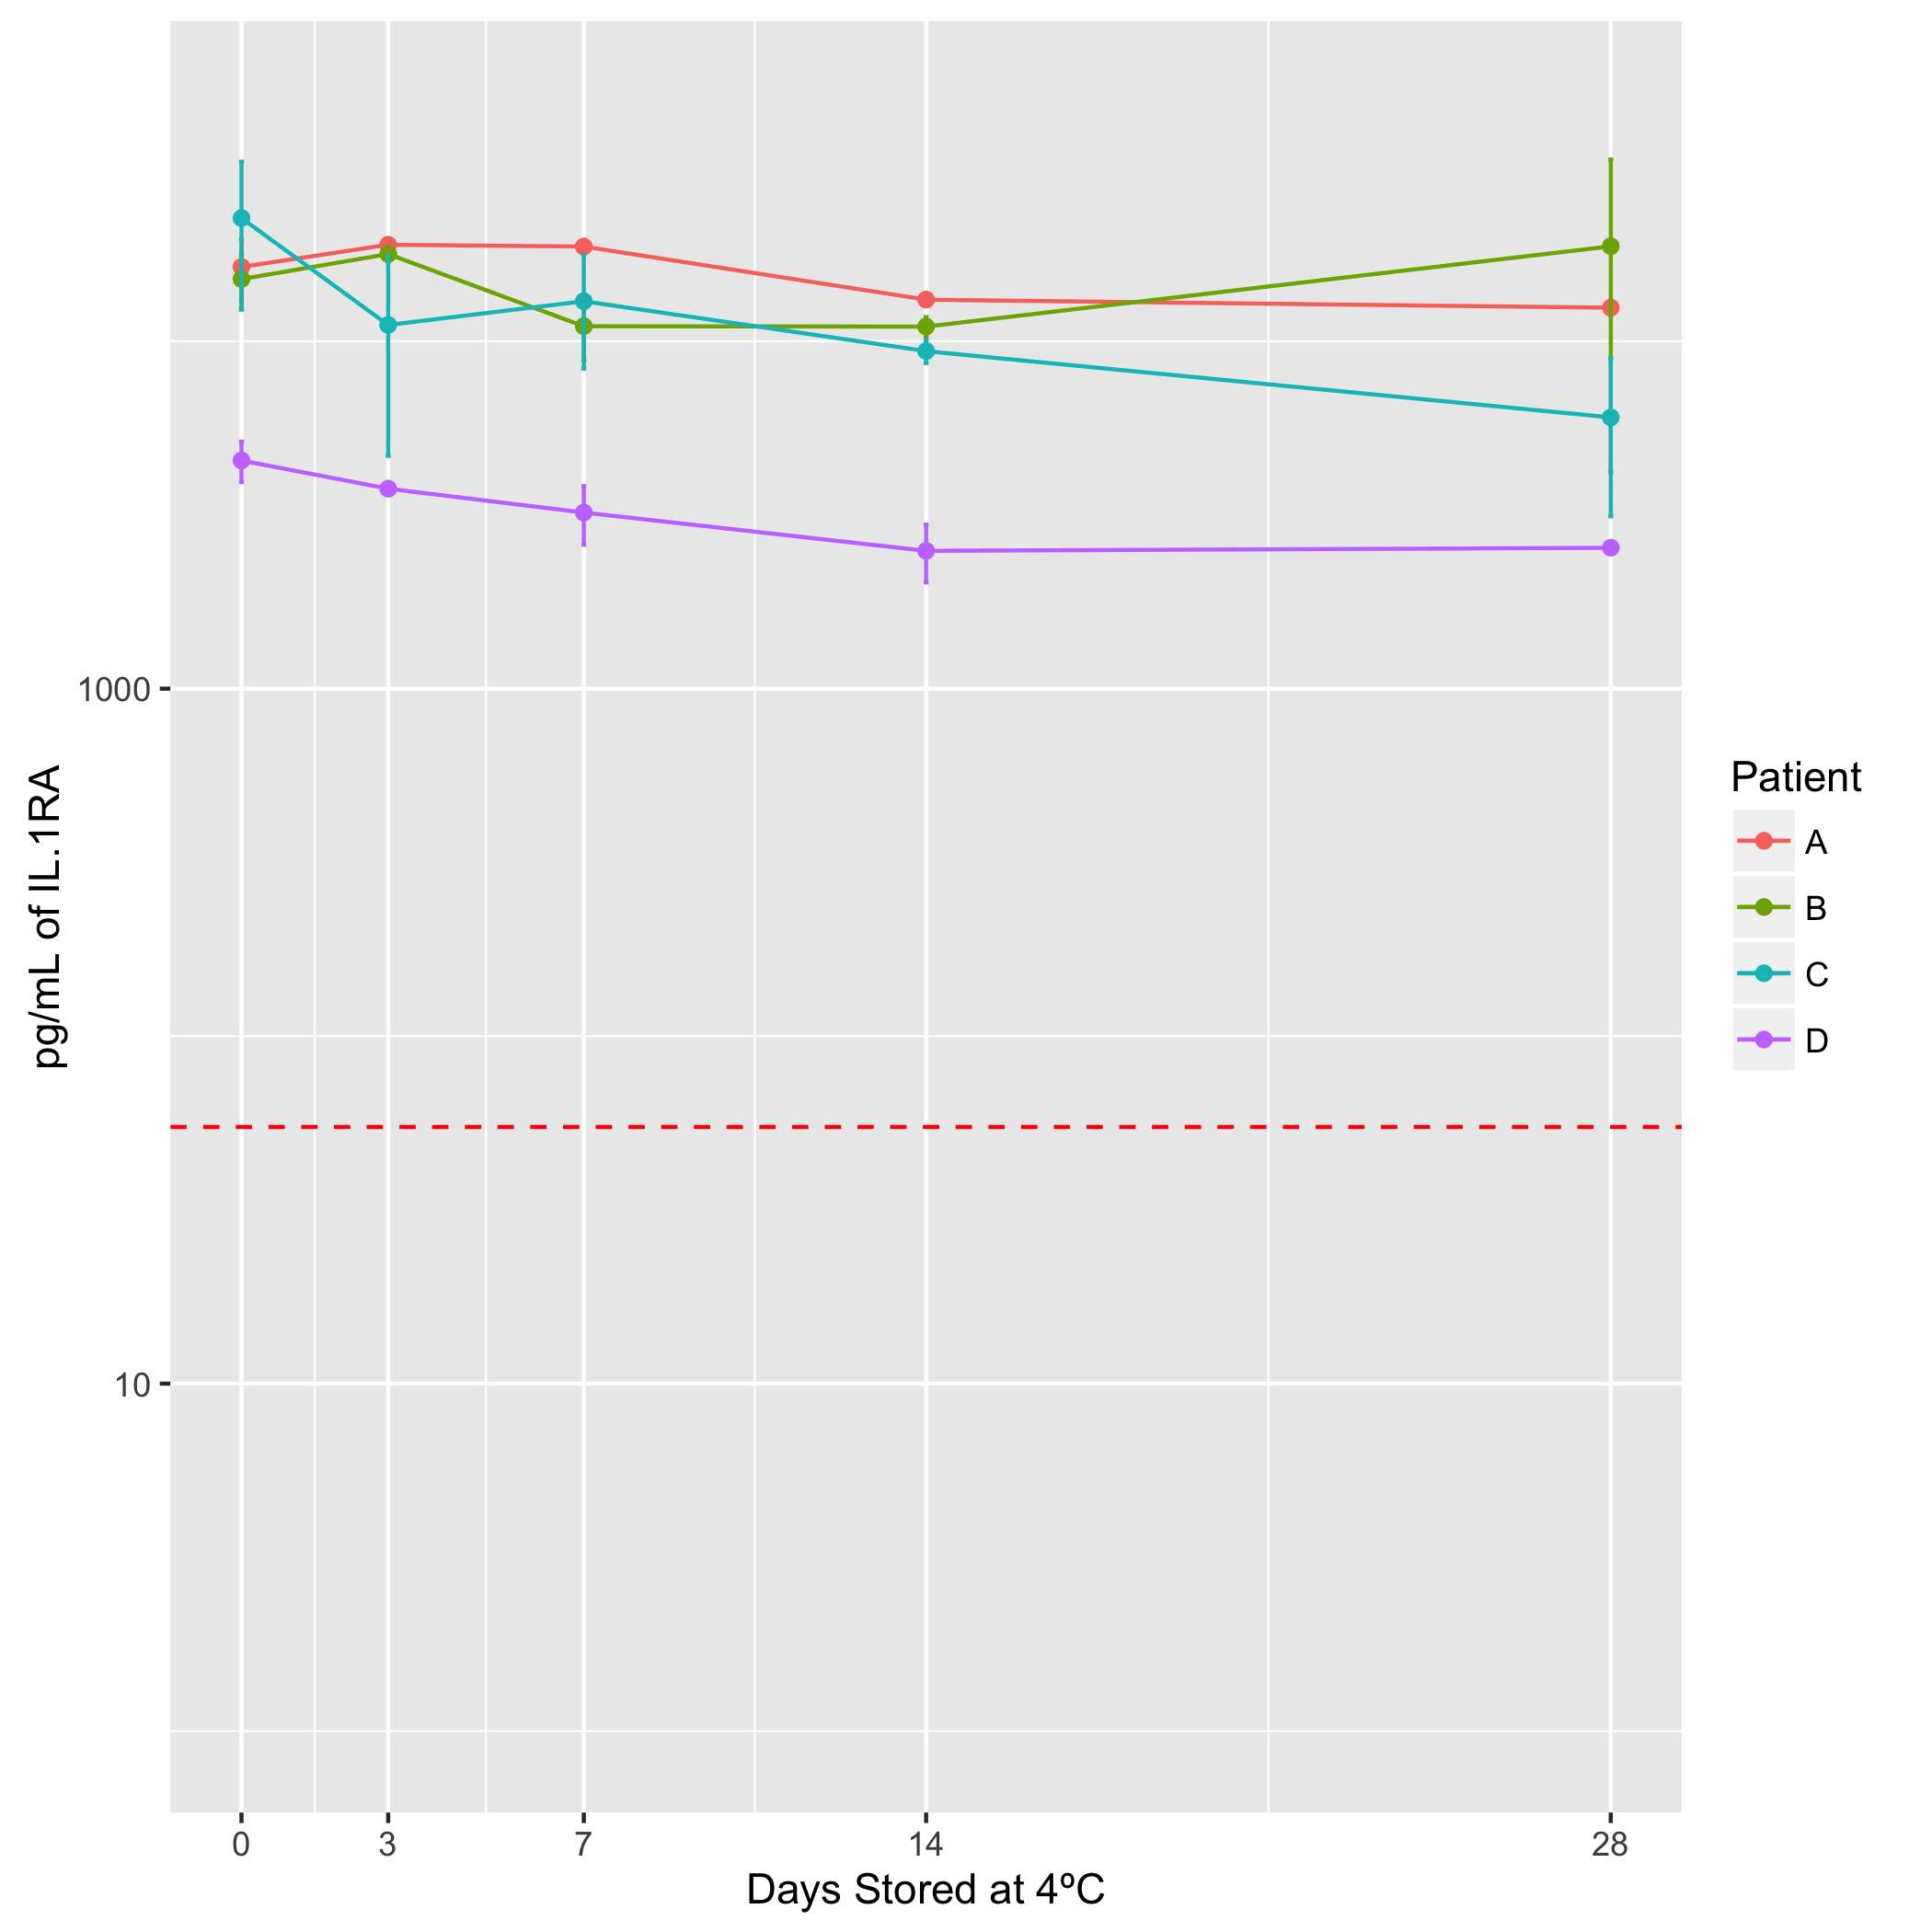 pg/mL of IL.1RA
1000
10
0 3 7 14 28
Days Stored at 4ºC
Patient
A
B
C
D